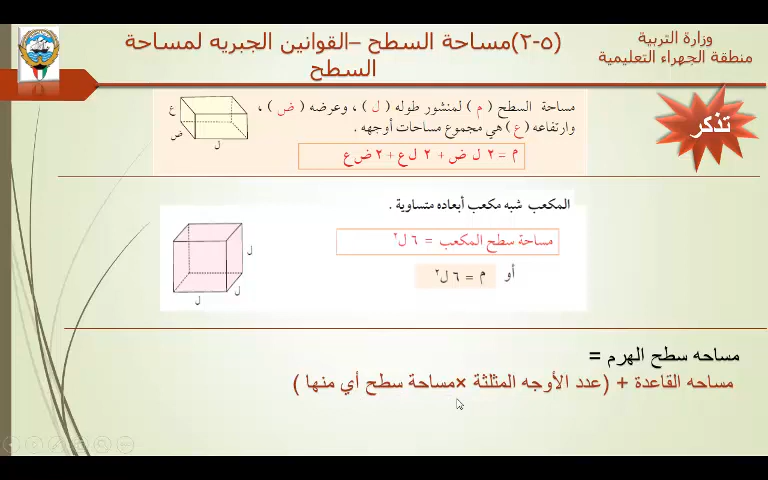 وزارة التربية
منطقة الجهراء التعليمية
(٥-٢)مساحة السطح –القوانين الجبريه لمساحة
السطح
تذكر
مساحة السطح ( م ) لمنشور طوله ( ل ) ، وعرضه ( ض ) ،
وارتفاعه ( ع ) هي مجموع مساحات أوجهه .
م = ٢ ل ض + ٢ ل ع + ٢ ض ع
ع
ض
ل
المكعب شبه مكعب أبعاده متساوية .
مساحة سطح المكعب = ٦ ل٢
أو
م = ٦ ل٢
ل
ل
ل
مساحه سطح الهرم =
مساحه القاعدة + (عدد الأوجه المثلثة ×مساحة سطح أي منها )